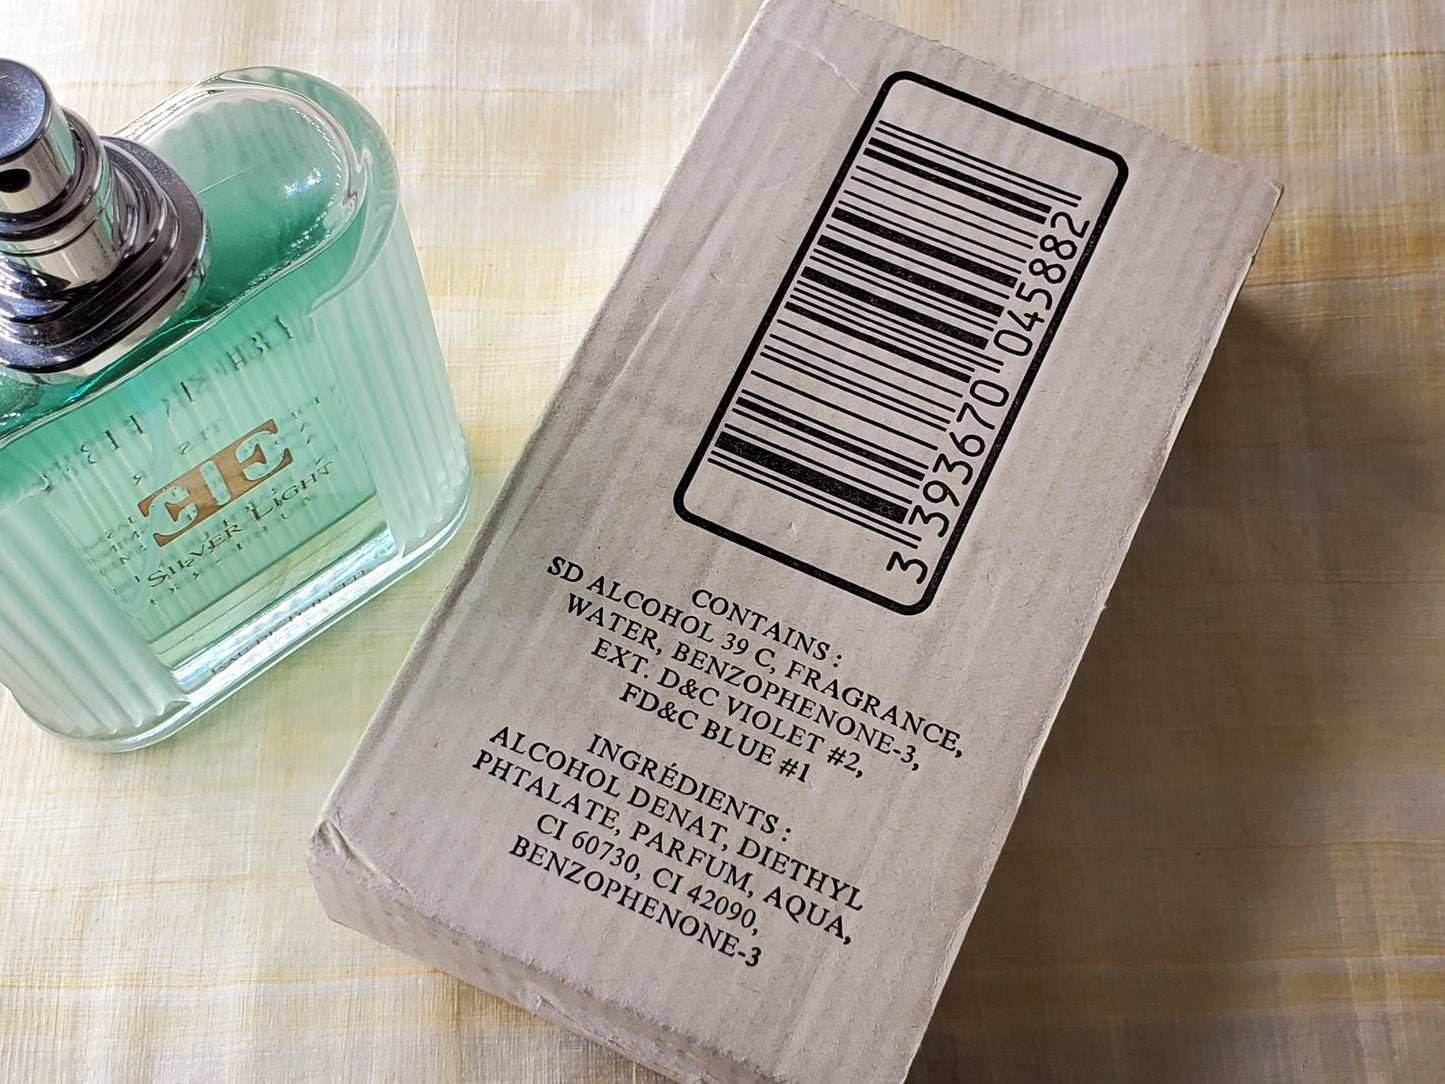 SILVER LIGHT
3 393670 045882
CONTAINS :
SD ALCOHOL 39 C, FRAGRANCE,
WATER, BENZOPHENONE-3,
EXT. D&C VIOLET #2,
FD&C BLUE #1
INGRÉDIENTS :
ALCOHOL DENAT, DIETHYL
PHTALATE, PARFUM, AQUA,
CI 60730, CI 42090,
BENZOPHENONE-3